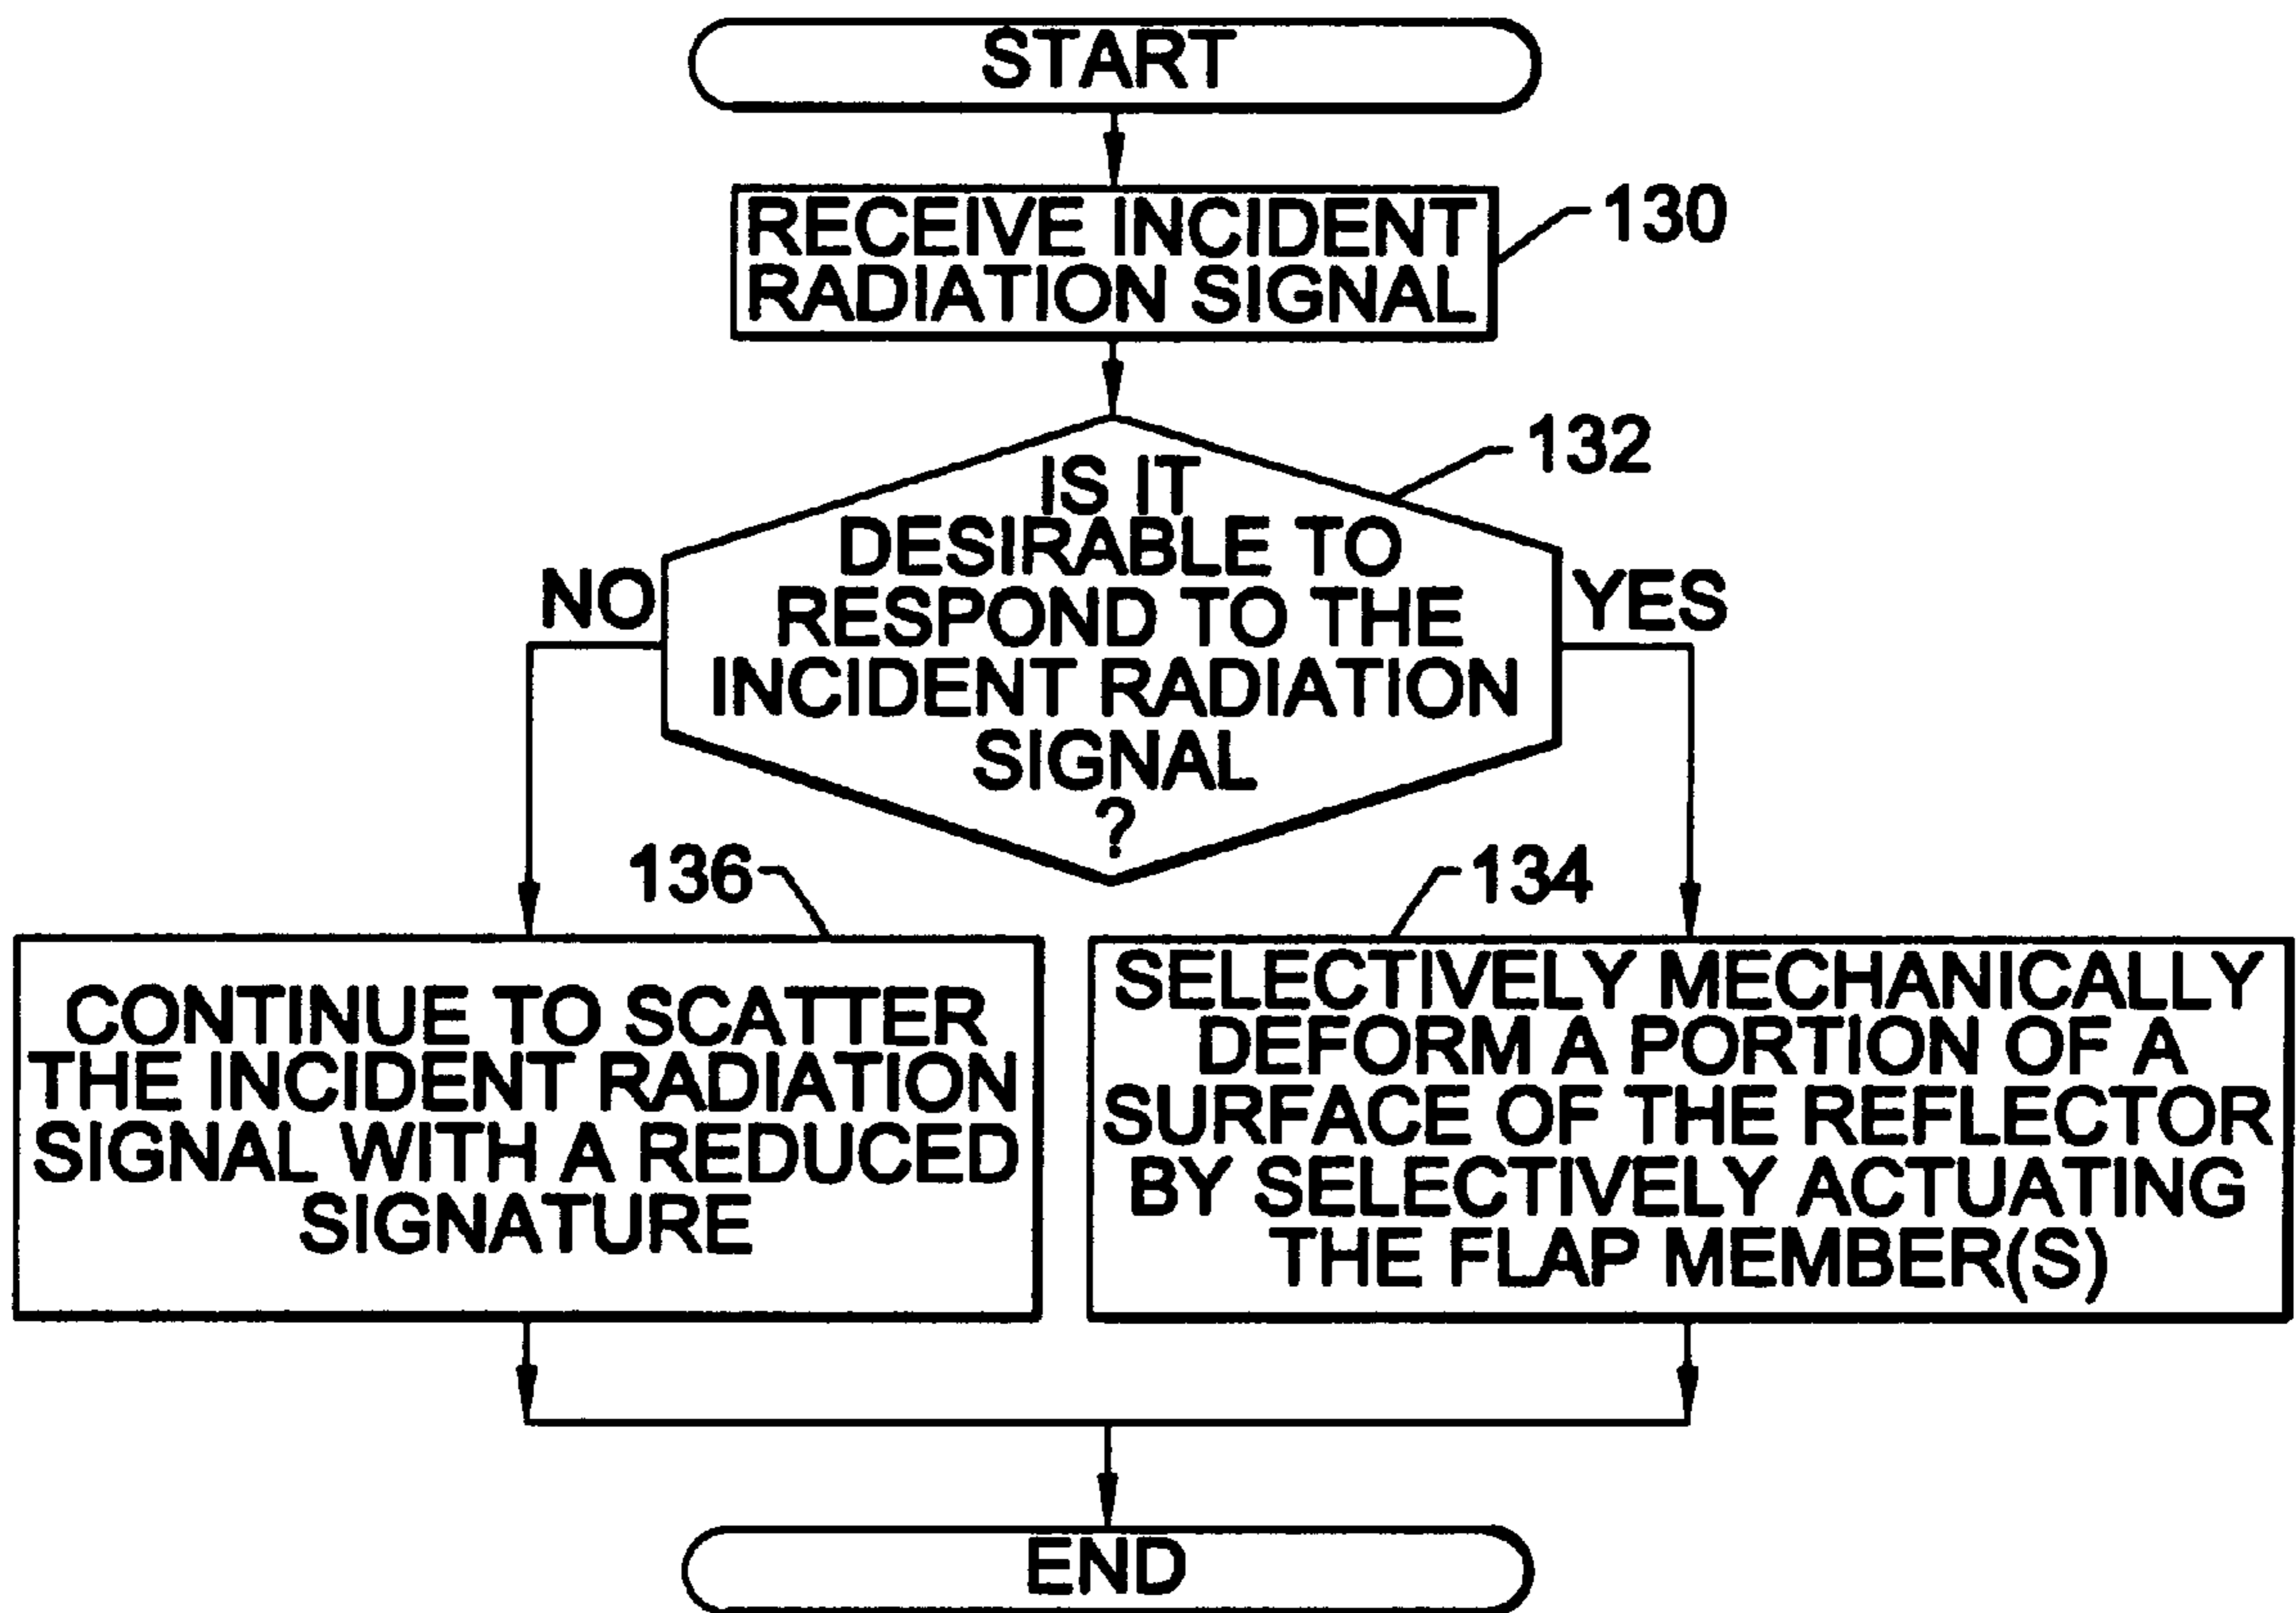 START
RECEIVE INCIDENT
RADIATION SIGNAL
130
IS IT
DESIRABLE TO
RESPOND TO THE
INCIDENT RADIATION
SIGNAL
?
132
NO
YES
136
CONTINUE TO SCATTER
THE INCIDENT RADIATION
SIGNAL WITH A REDUCED
SIGNATURE
134
SELECTIVELY MECHANICALLY
DEFORM A PORTION OF A
SURFACE OF THE REFLECTOR
BY SELECTIVELY ACTUATING
THE FLAP MEMBER(S)
END